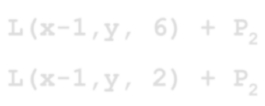 L(x-1,y, 6) + P₂
L(x-1,y, 2) + P₂